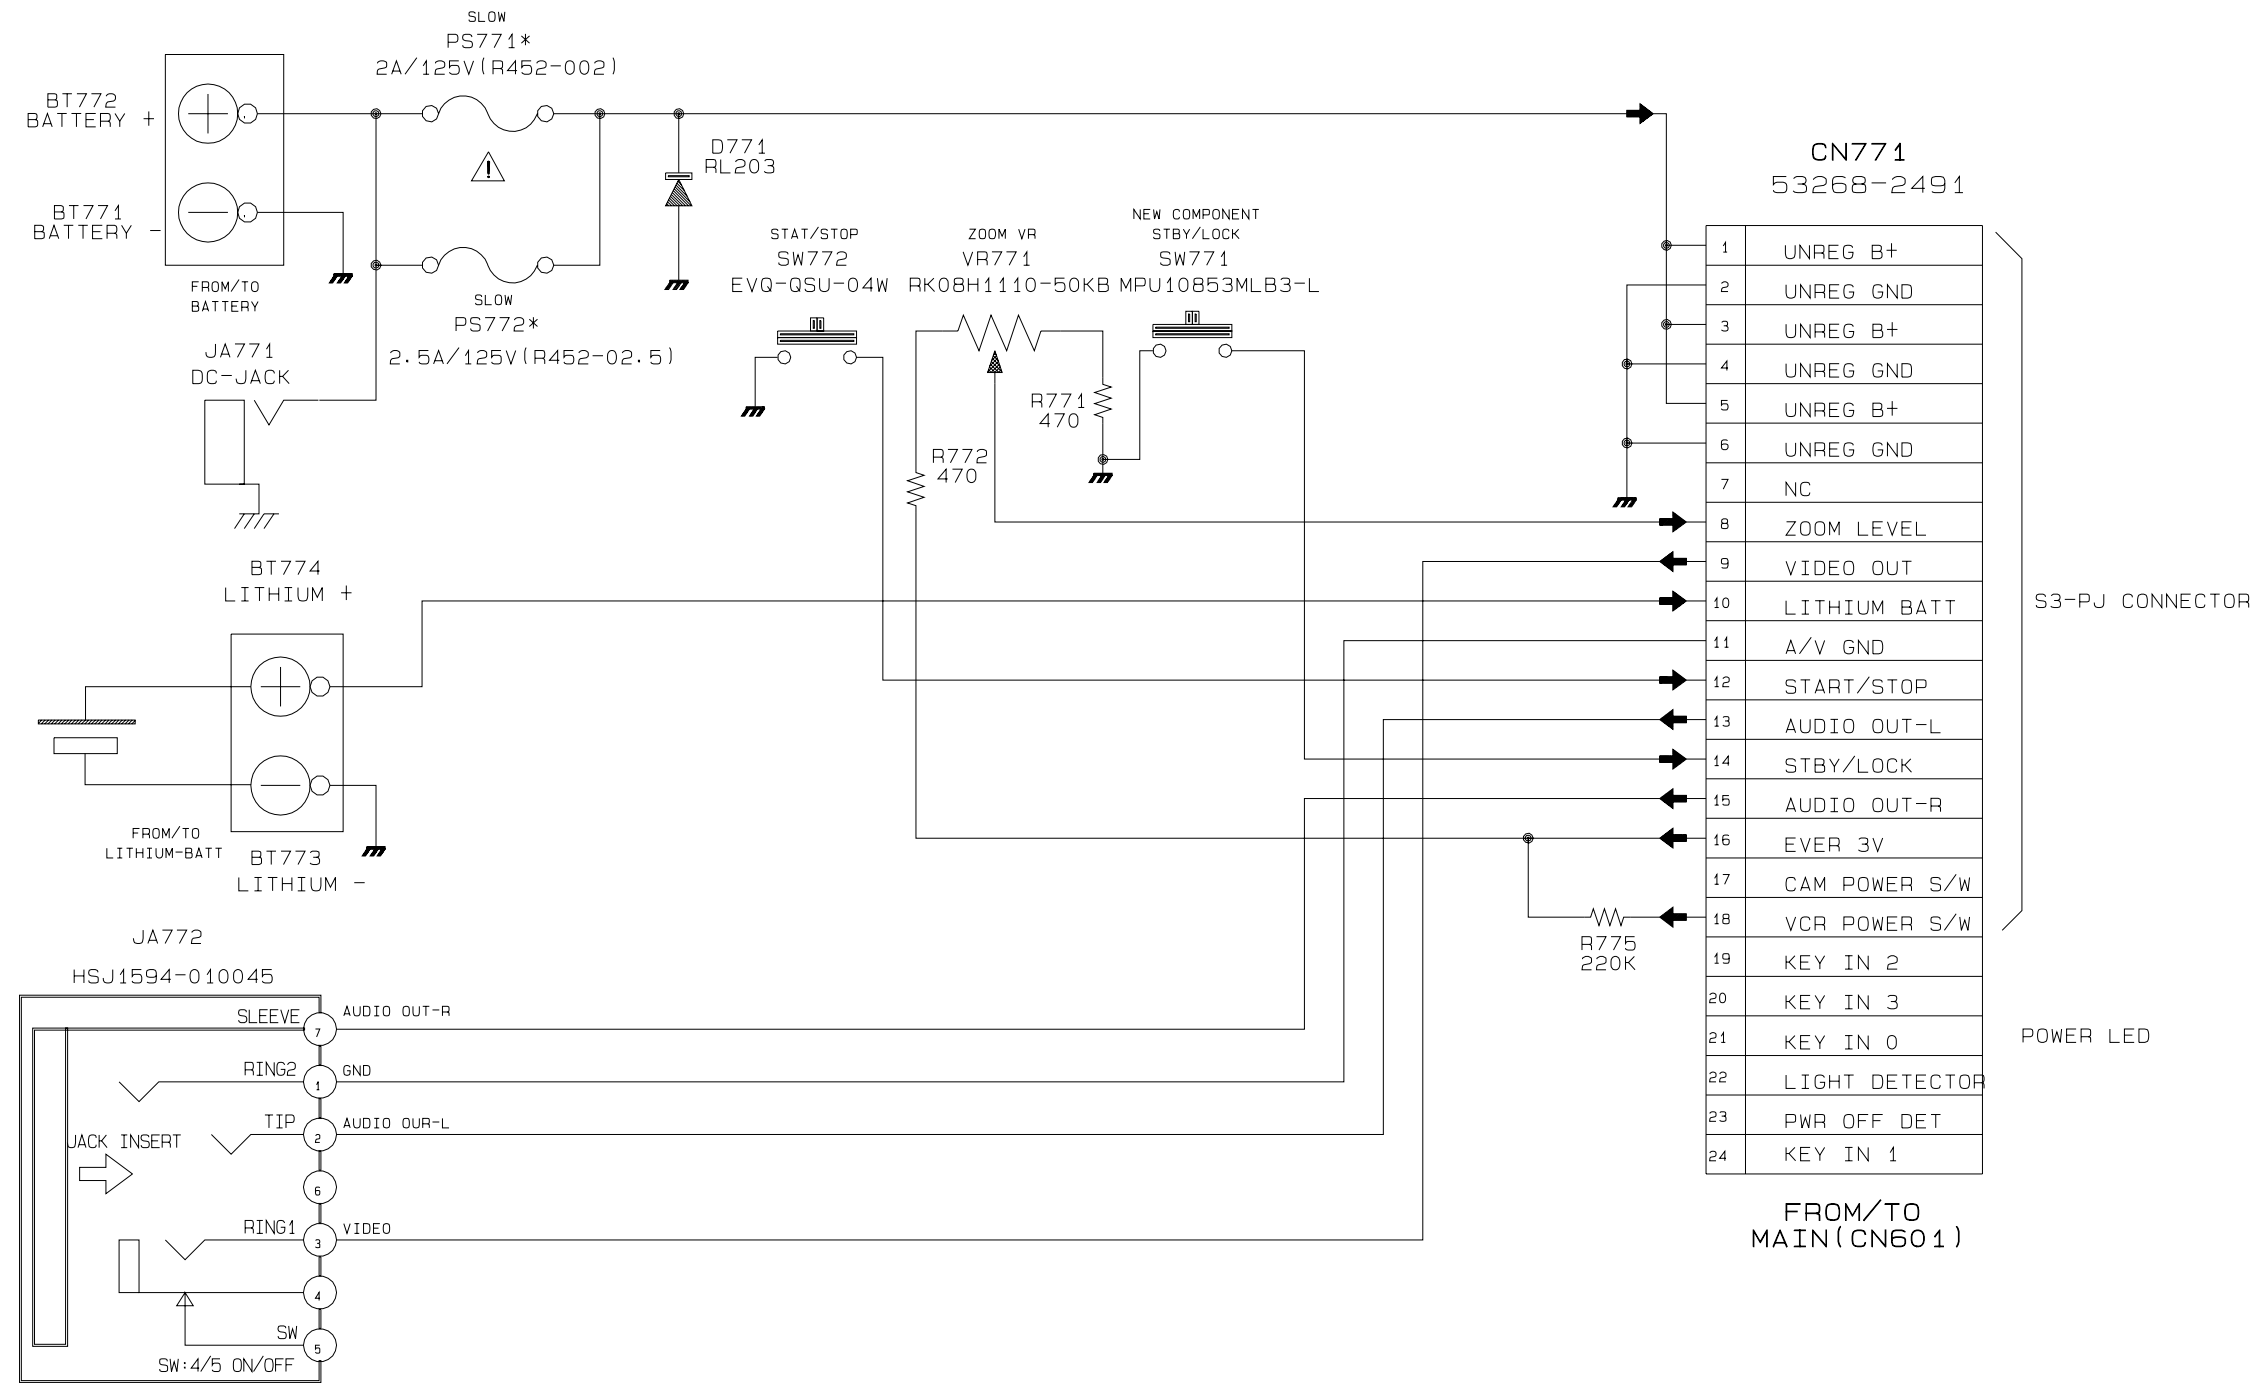 SLOW
PS771*
2A/125V(R452-002)
BT772
BATTERY +
BT771
BATTERY -
FROM/TO
BATTERY
D771
RL203
SLOW
PS772*
2.5A/125V(R452-02.5)
JA771
DC-JACK
STAT/STOP
SW772
EVQ-QSU-04W
ZOOM VR
VR771
RK08H1110-50KB
NEW COMPONENT
STBY/LOCK
SW771
MPU10853MLB3-L
R771
470
R772
470
BT774
LITHIUM +
FROM/TO
LITHIUM-BATT
BT773
LITHIUM -
R775
220K
CN771
53268-2491
1 UNREG B+
2 UNREG GND
3 UNREG B+
4 UNREG GND
5 UNREG B+
6 UNREG GND
7 NC
8 ZOOM LEVEL
9 VIDEO OUT
10 LITHIUM BATT
11 A/V GND
12 START/STOP
13 AUDIO OUT-L
14 STBY/LOCK
15 AUDIO OUT-R
16 EVER 3V
17 CAM POWER S/W
18 VCR POWER S/W
19 KEY IN 2
20 KEY IN 3
21 KEY IN 0
22 LIGHT DETECTOR
23 PWR OFF DET
24 KEY IN 1
S3-PJ CONNECTOR
POWER LED
FROM/TO
MAIN(CN601)
JA772
HSJ1594-010045
SLEEVE 7 AUDIO OUT-R
RING2 1 GND
TIP 2 AUDIO OUR-L
JACK INSERT
6
RING1 3 VIDEO
4
SW 5
SW:4/5 ON/OFF